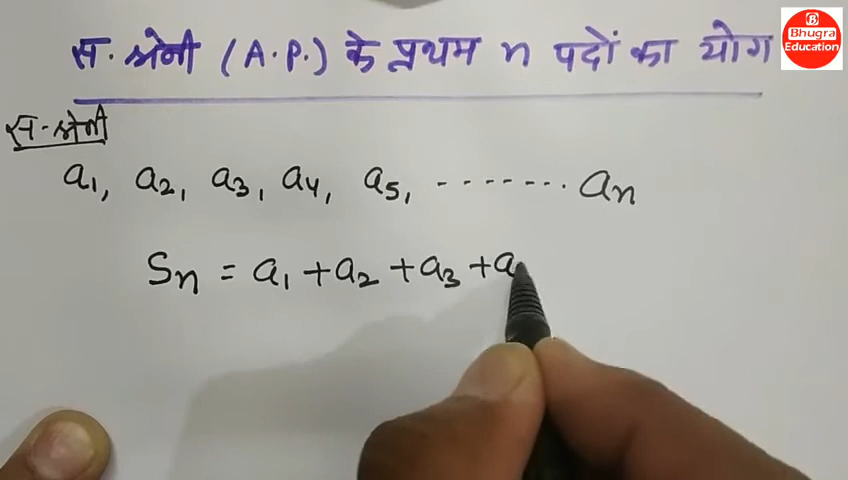 स. श्रेनी (A.P.) के प्रथम n पदों का योग
Bhugra
Education
स. श्रेनी
a₁, a₂, a₃, a₄, a₅, ------- aₙ
Sₙ = a₁ + a₂ + a₃ + a